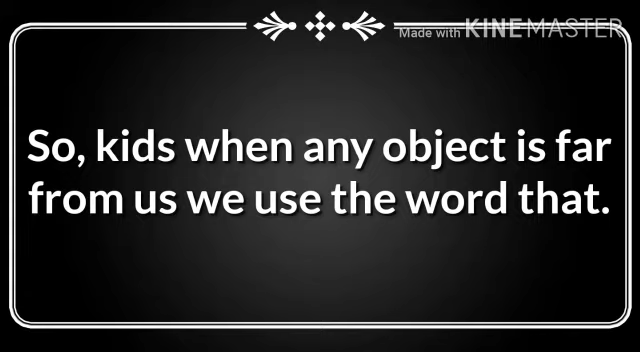 Made with KINEMASTER
So, kids when any object is far
from us we use the word that.